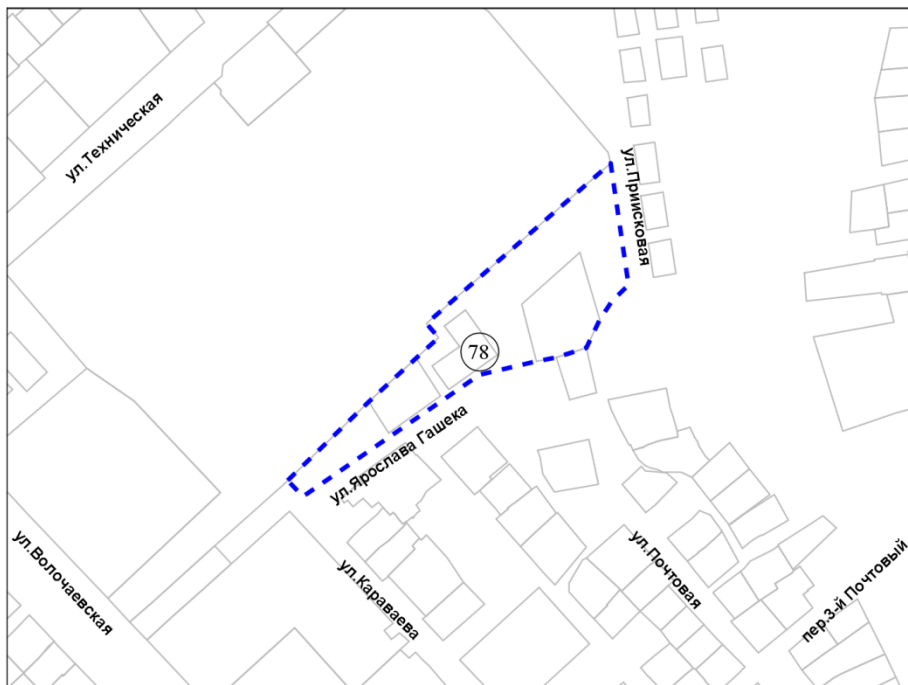 ул.Техническая
ул.Приисковая
78
ул.Ярослава Гашека
ул.Волочаевская
ул.Караваева
ул.Почтовая
пер.3-й Почтовый